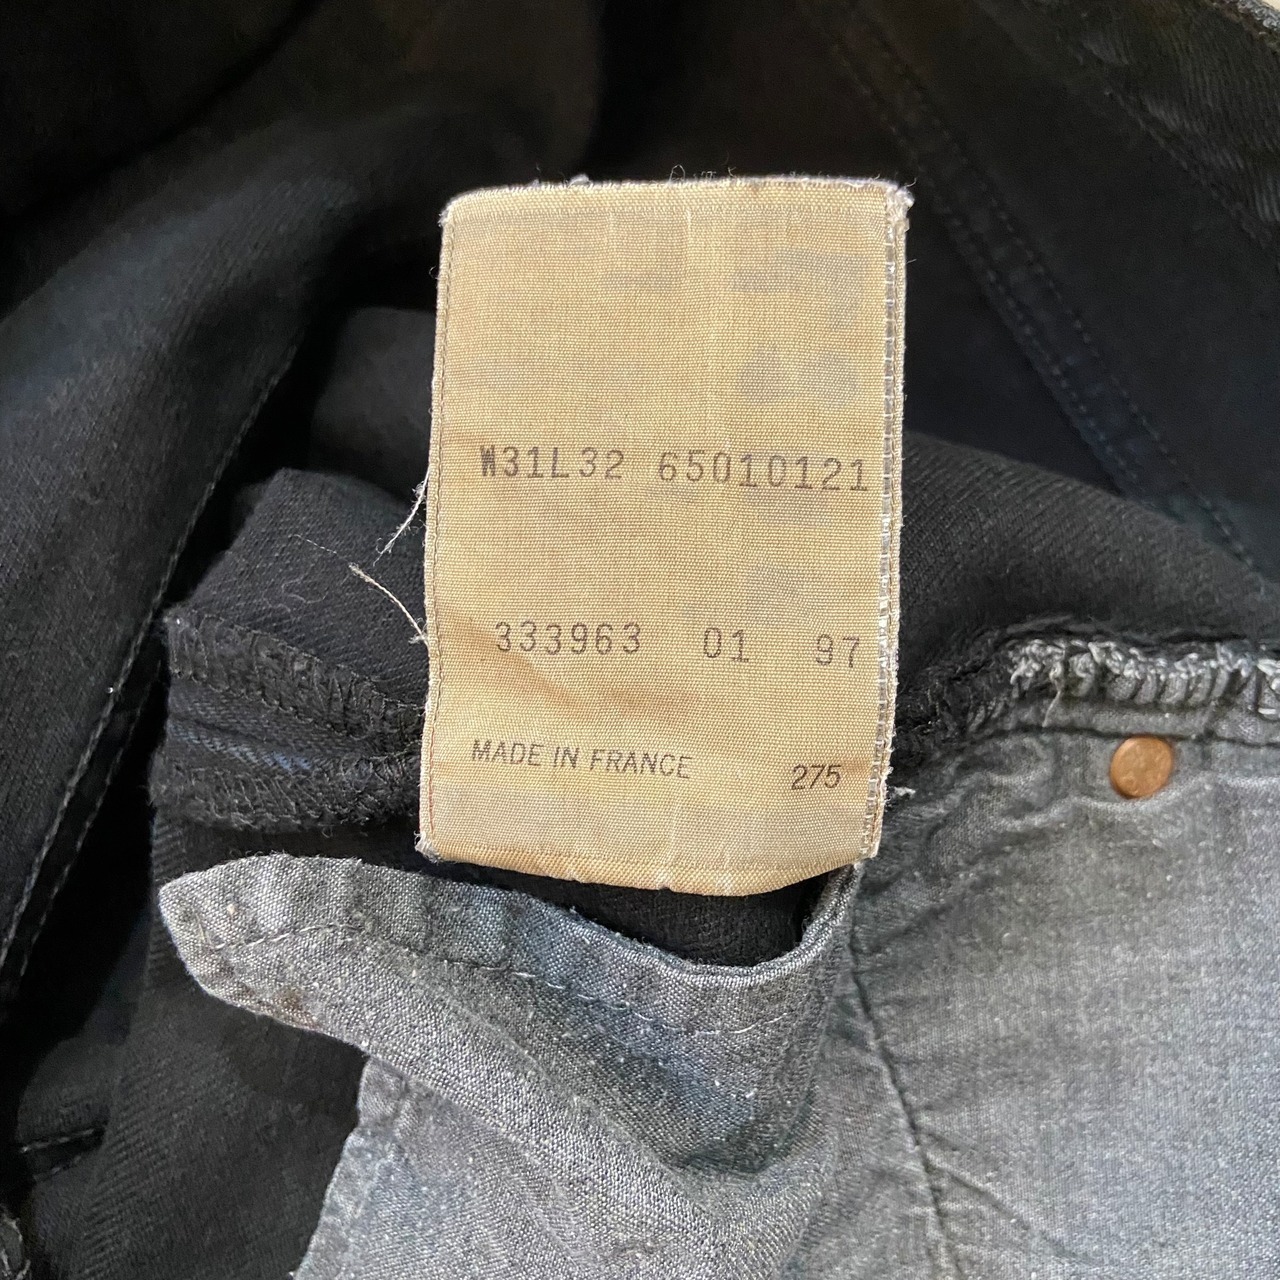 W31L32 65010121
333963 01 97
MADE IN FRANCE 275